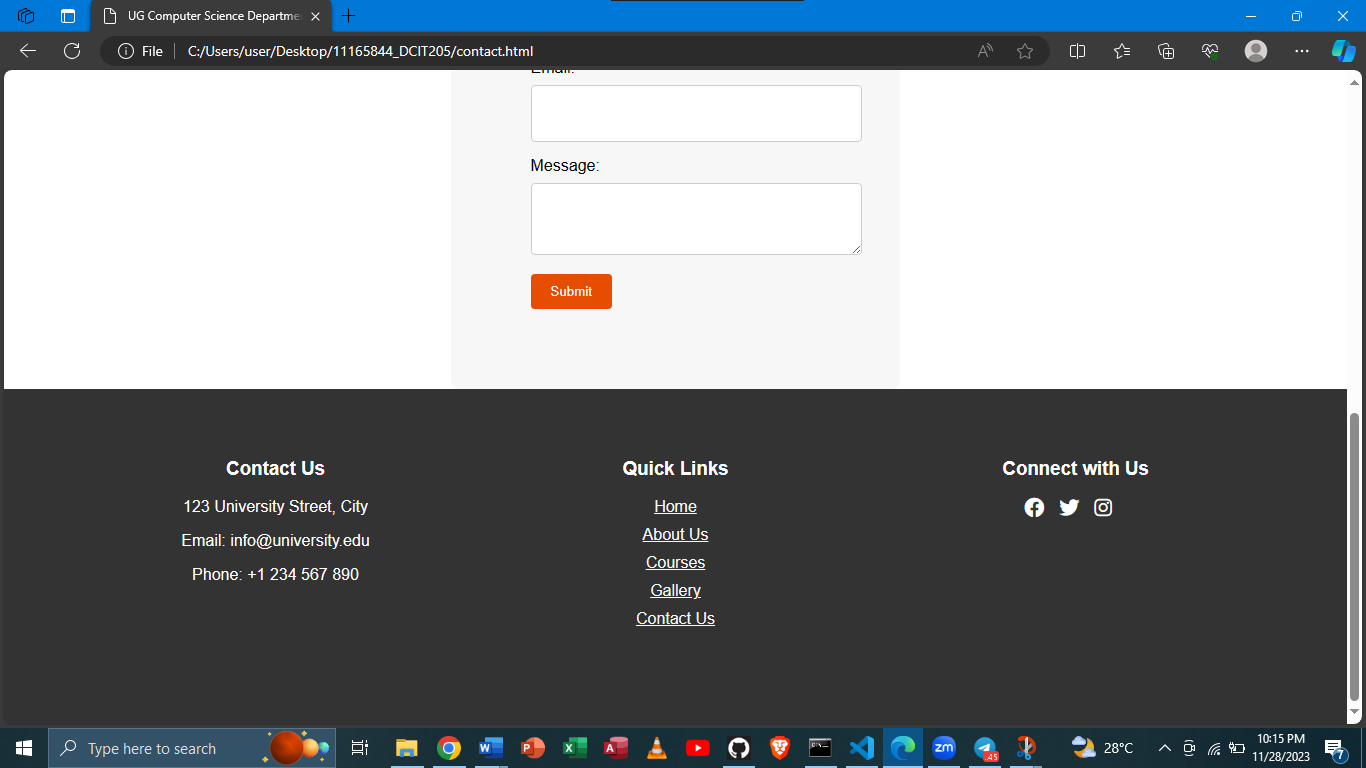 UG Computer Science Departme
File
C:/Users/user/Desktop/11165844_DCIT205/contact.html
Email:
Message:
Submit
Contact Us
123 University Street, City
Email: info@university.edu
Phone: +1 234 567 890
Quick Links
Home
About Us
Courses
Gallery
Contact Us
Connect with Us
Type here to search
zm
.45
28°C
10:15 PM
11/28/2023
7